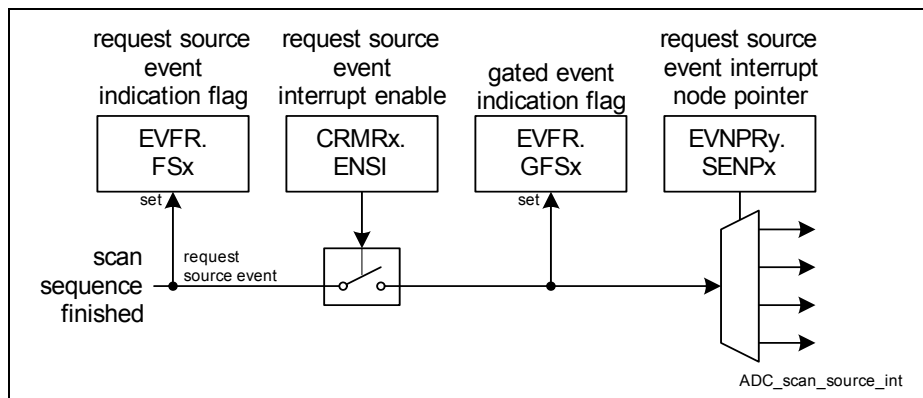 request source
event
indication flag
request source
event
interrupt enable
gated event
indication flag
request source
event interrupt
node pointer
EVFR.
FSx
CRMRx.
ENSI
EVFR.
GFSx
EVNPRy.
SENPx
set
set
scan
sequence
finished
request
source event
ADC_scan_source_int